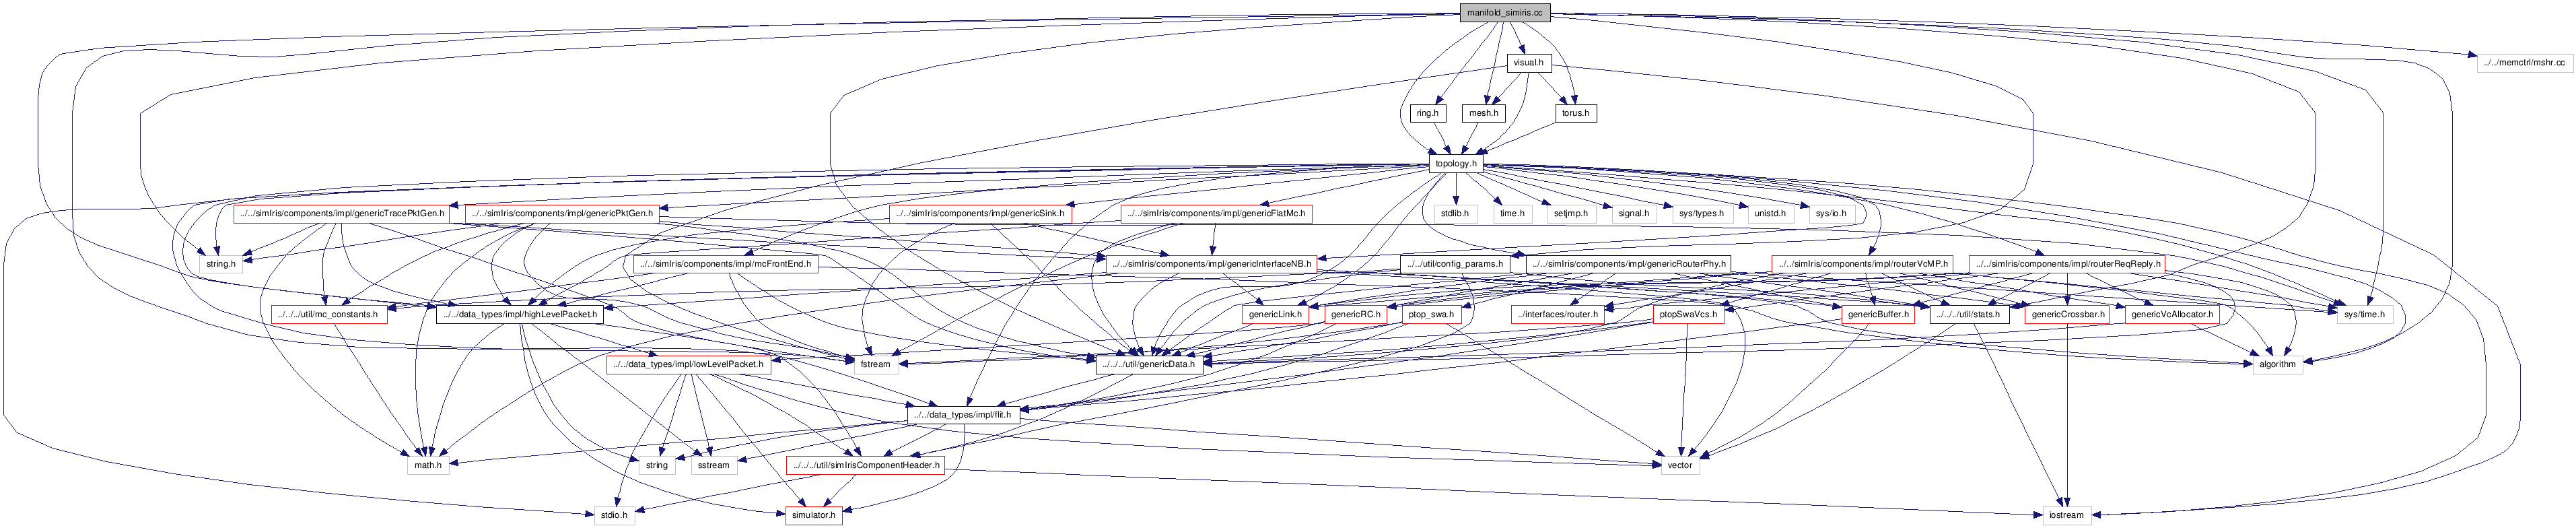 manifold_simiris.cc
visual.h
../../memctrl/mshr.cc
ring.h
mesh.h
torus.h
topology.h
../../simIris/components/impl/genericTracePktGen.h
../../simIris/components/impl/genericPktGen.h
../../simIris/components/impl/genericSink.h
../../simIris/components/impl/genericFlatMc.h
stdlib.h
time.h
setjmp.h
signal.h
sys/types.h
unistd.h
sys/io.h
string.h
../../simIris/components/impl/mcFrontEnd.h
../../simIris/components/impl/genericInterfaceNB.h
../../util/config_params.h
../../simIris/components/impl/genericRouterPhy.h
../../simIris/components/impl/routerVcMP.h
../../simIris/components/impl/routerReqReply.h
../../../util/mc_constants.h
../../data_types/impl/highLevelPacket.h
genericLink.h
genericRC.h
ptop_swa.h
../interfaces/router.h
ptopSwaVcs.h
genericBuffer.h
../../../util/stats.h
genericCrossbar.h
genericVcAllocator.h
sys/time.h
../../data_types/impl/lowLevelPacket.h
fstream
../../../util/genericData.h
algorithm
../../data_types/impl/flit.h
math.h
string
sstream
../../../util/simIrisComponentHeader.h
vector
stdio.h
simulator.h
iostream